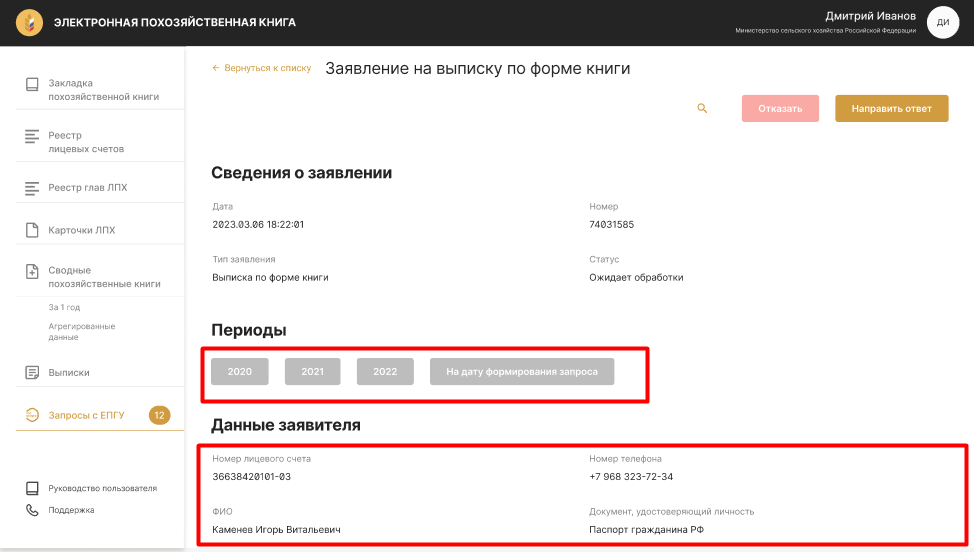 ЭЛЕКТРОННАЯ ПОХОЗЯЙСТВЕННАЯ КНИГА
Дмитрий Иванов
Министерство сельского хозяйства Российской Федерации
ДИ
Закладка
похозяйственной книги
Реестр
лицевых счетов
Реестр глав ЛПХ
Карточки ЛПХ
Сводные
похозяйственные книги
За 1 год
Агрегированные
данные
Выписки
Запросы с ЕПГУ 12
Руководство пользователя
Поддержка
← Вернуться к списку Заявление на выписку по форме книги
Отказать Направить ответ
Сведения о заявлении
Дата Номер
2023.03.06 18:22:01 74031585
Тип заявления Статус
Выписка по форме книги Ожидает обработки
Периоды
2020 2021 2022 На дату формирования запроса
Данные заявителя
Номер лицевого счета Номер телефона
36638420101-03 +7 968 323-72-34
ФИО Документ, удостоверяющий личность
Каменев Игорь Витальевич Паспорт гражданина РФ